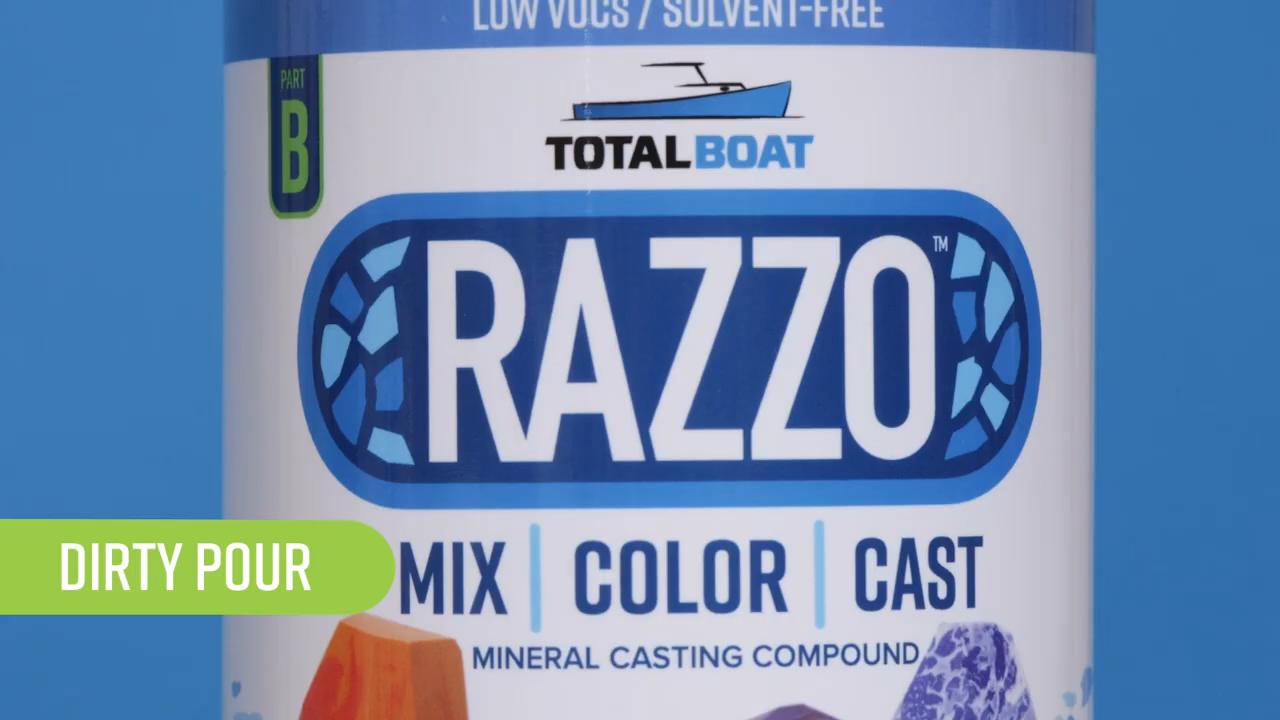 LOW VOCS / SOLVENT-FREE
PART
B
TOTALBOAT
RAZZO™
DIRTY POUR
MIX | COLOR | CAST
MINERAL CASTING COMPOUND